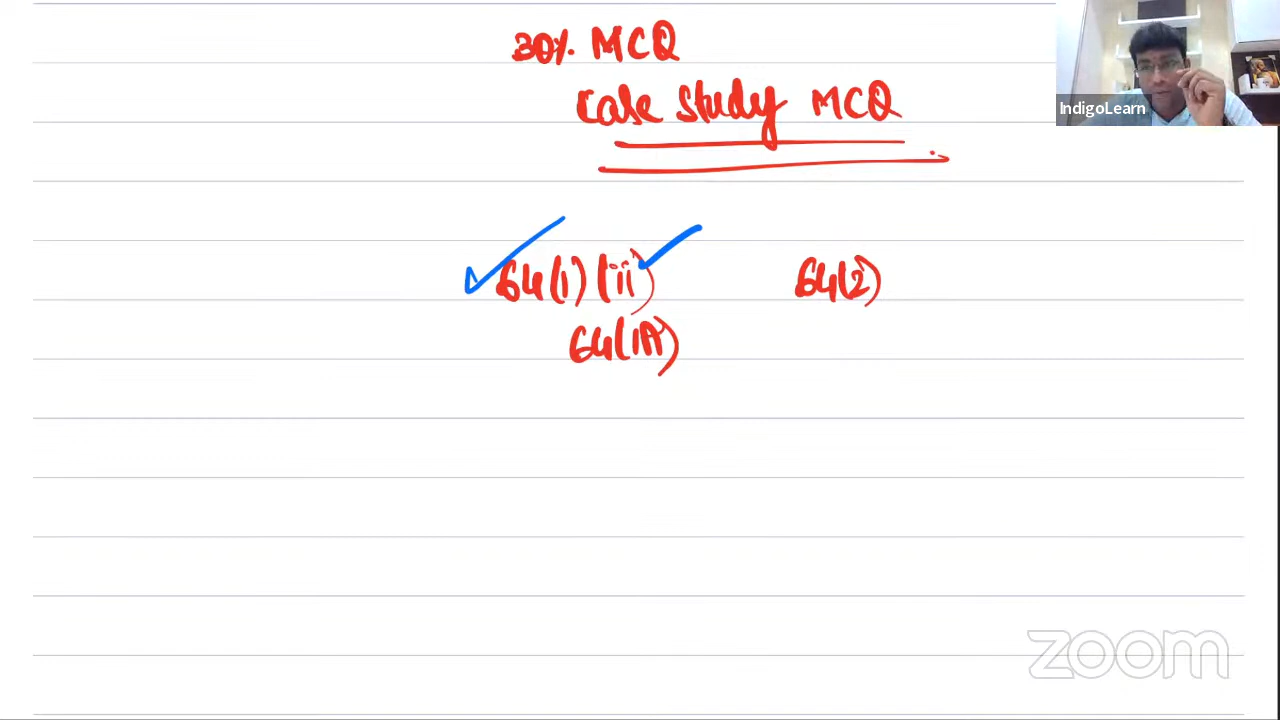 30% MCQ
Case Study MCQ
IndigoLearn
64(1)(ii) 64(2)
64(1A)
zoom